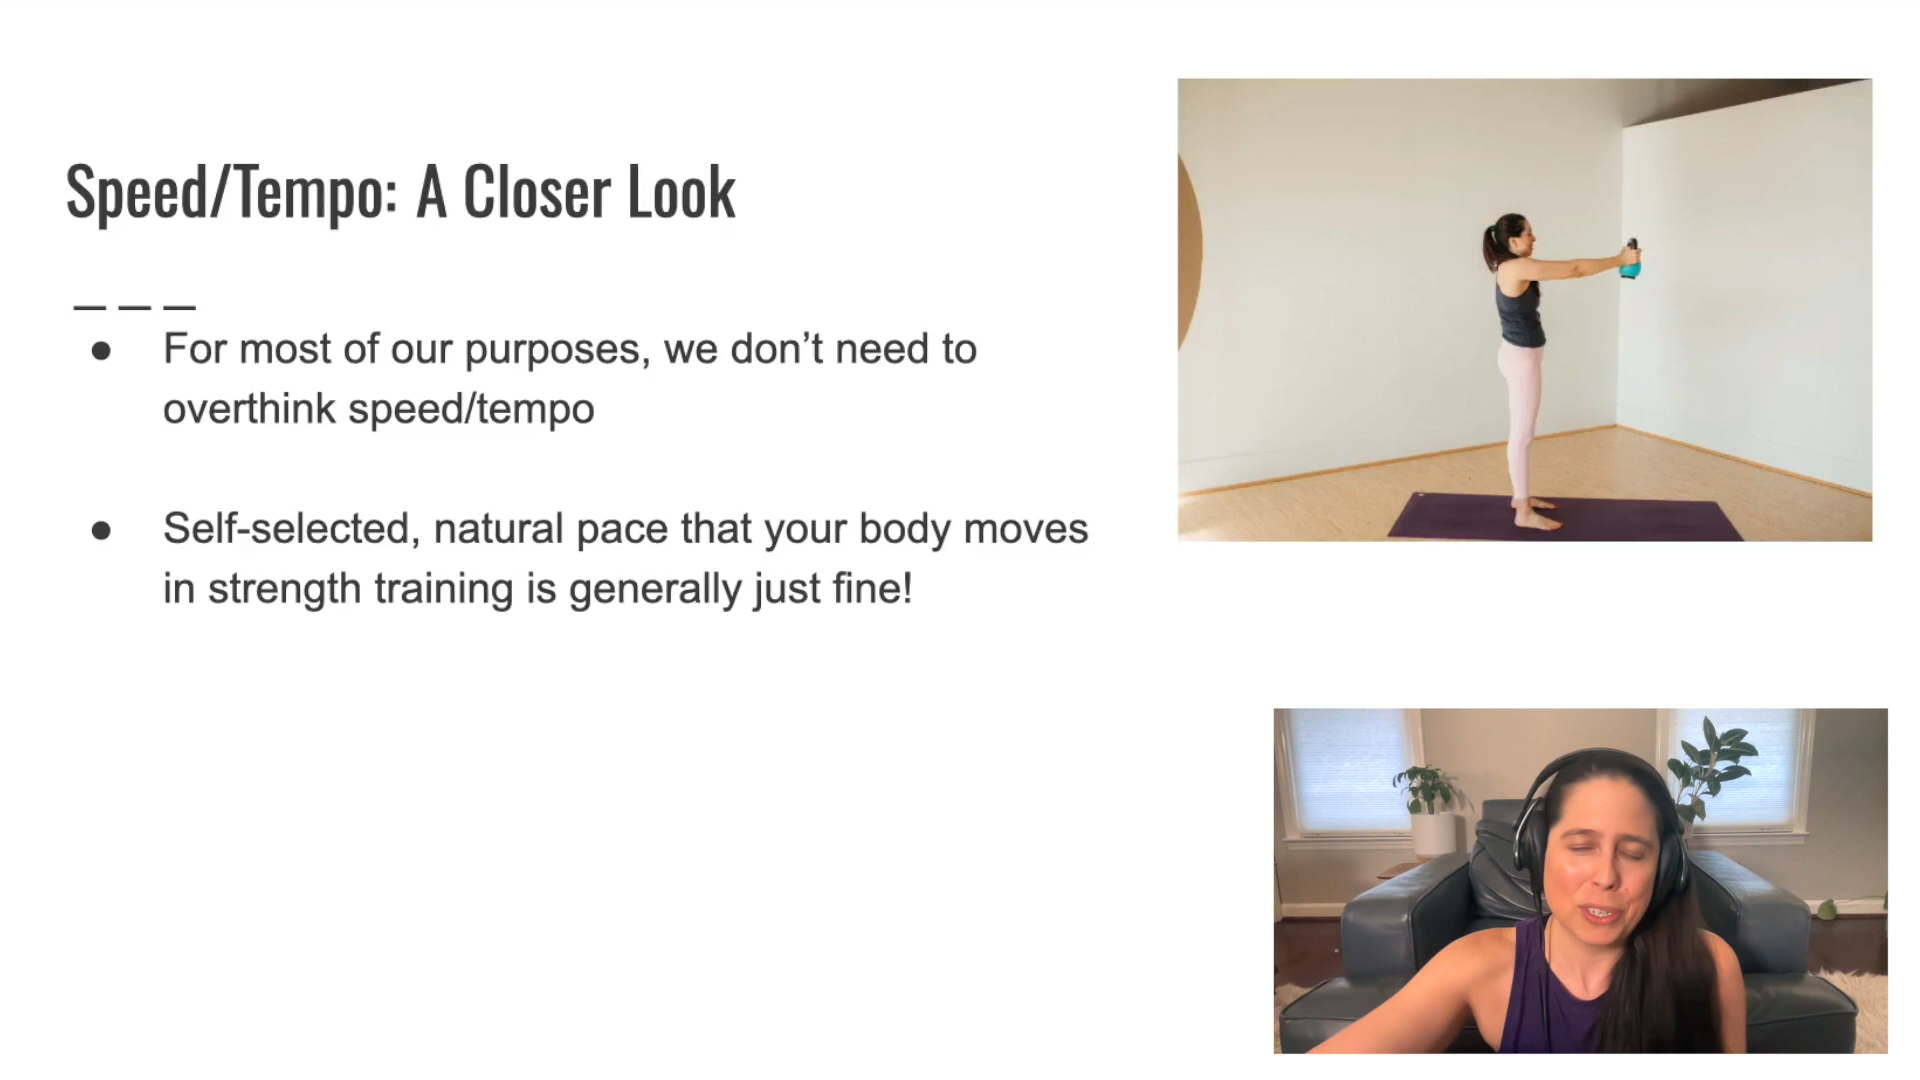 Speed/Tempo: A Closer Look
● For most of our purposes, we don’t need to
overthink speed/tempo
● Self-selected, natural pace that your body moves
in strength training is generally just fine!